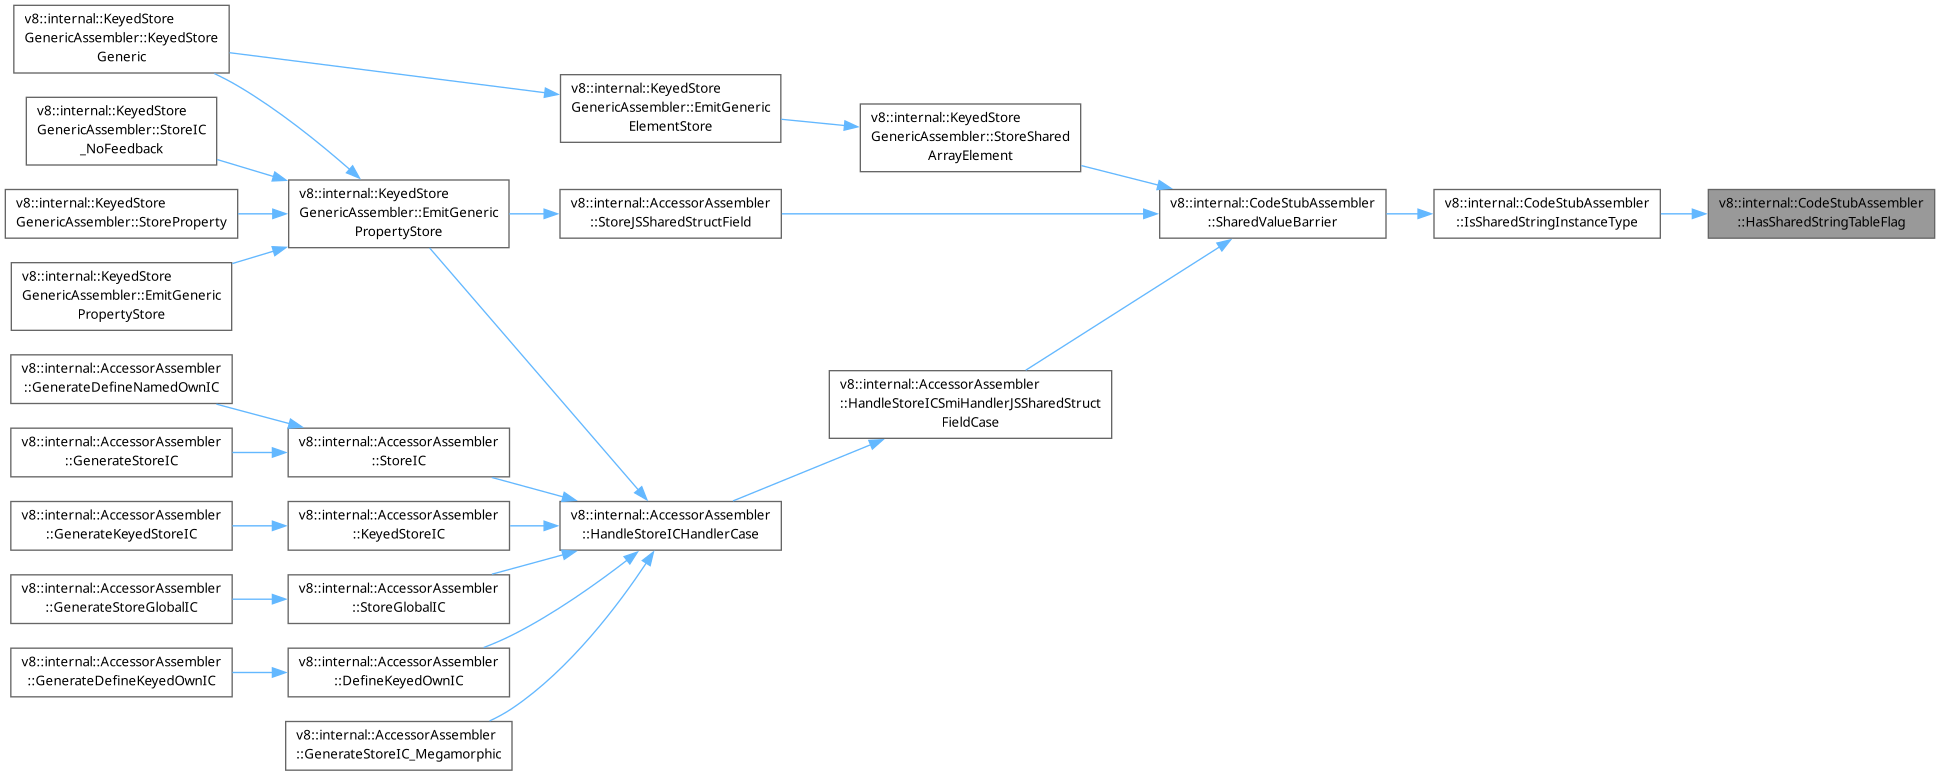 v8::internal::KeyedStore
GenericAssembler::KeyedStore
Generic
v8::internal::KeyedStore
GenericAssembler::StoreIC
_NoFeedback
v8::internal::KeyedStore
GenericAssembler::StoreProperty
v8::internal::KeyedStore
GenericAssembler::EmitGeneric
PropertyStore
v8::internal::AccessorAssembler
::GenerateDefineNamedOwnIC
v8::internal::AccessorAssembler
::GenerateStoreIC
v8::internal::AccessorAssembler
::GenerateKeyedStoreIC
v8::internal::AccessorAssembler
::GenerateStoreGlobalIC
v8::internal::AccessorAssembler
::GenerateDefineKeyedOwnIC
v8::internal::KeyedStore
GenericAssembler::EmitGeneric
PropertyStore
v8::internal::AccessorAssembler
::StoreIC
v8::internal::AccessorAssembler
::KeyedStoreIC
v8::internal::AccessorAssembler
::StoreGlobalIC
v8::internal::AccessorAssembler
::DefineKeyedOwnIC
v8::internal::AccessorAssembler
::GenerateStoreIC_Megamorphic
v8::internal::KeyedStore
GenericAssembler::EmitGeneric
ElementStore
v8::internal::AccessorAssembler
::StoreJSSharedStructField
v8::internal::AccessorAssembler
::HandleStoreICHandlerCase
v8::internal::KeyedStore
GenericAssembler::StoreShared
ArrayElement
v8::internal::AccessorAssembler
::HandleStoreICSmiHandlerJSSharedStruct
FieldCase
v8::internal::CodeStubAssembler
::SharedValueBarrier
v8::internal::CodeStubAssembler
::IsSharedStringInstanceType
v8::internal::CodeStubAssembler
::HasSharedStringTableFlag